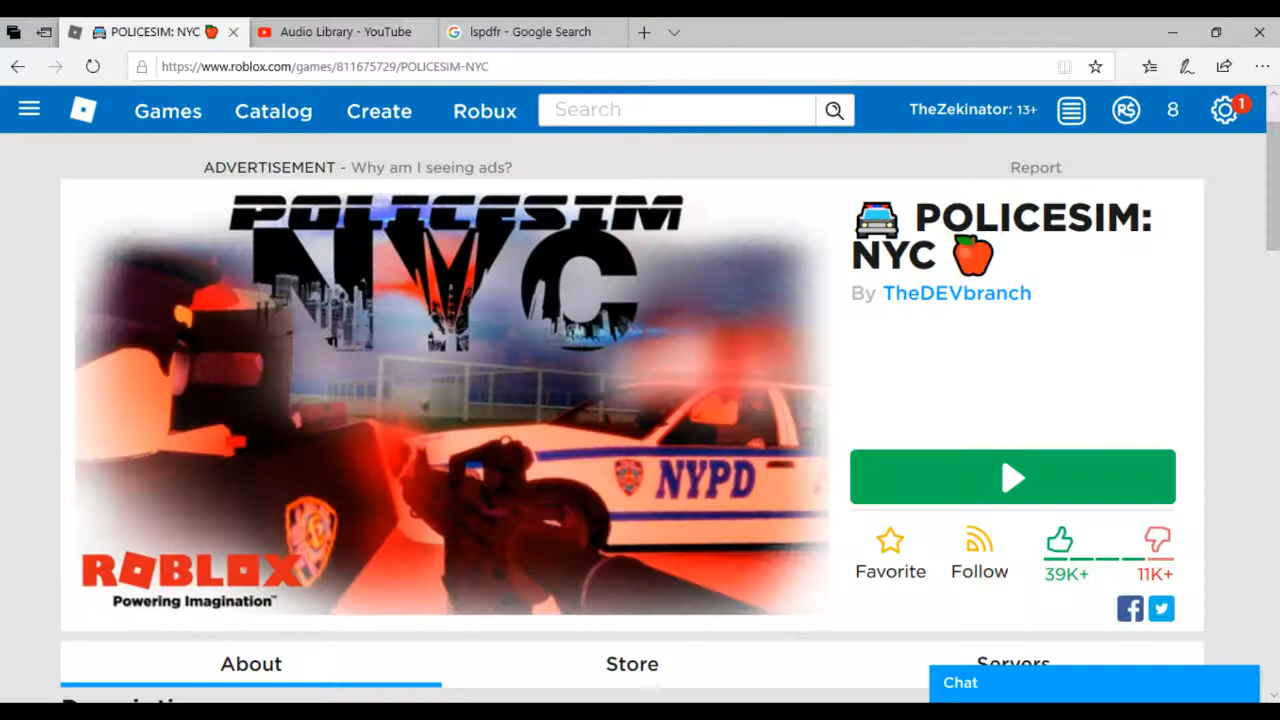 POLICESIM: NYC
Audio Library - YouTube
lspdfr - Google Search
https://www.roblox.com/games/811675729/POLICESIM-NYC
Games
Catalog
Create
Robux
Search
TheZekinator: 13+
R$
8
1
ADVERTISEMENT - Why am I seeing ads?
Report
POLICESIM
NYC
NYPD
ROBLOX
Powering Imagination™
POLICESIM:
NYC
By TheDEVbranch
Favorite
Follow
39K+
11K+
About
Store
Servers
Chat